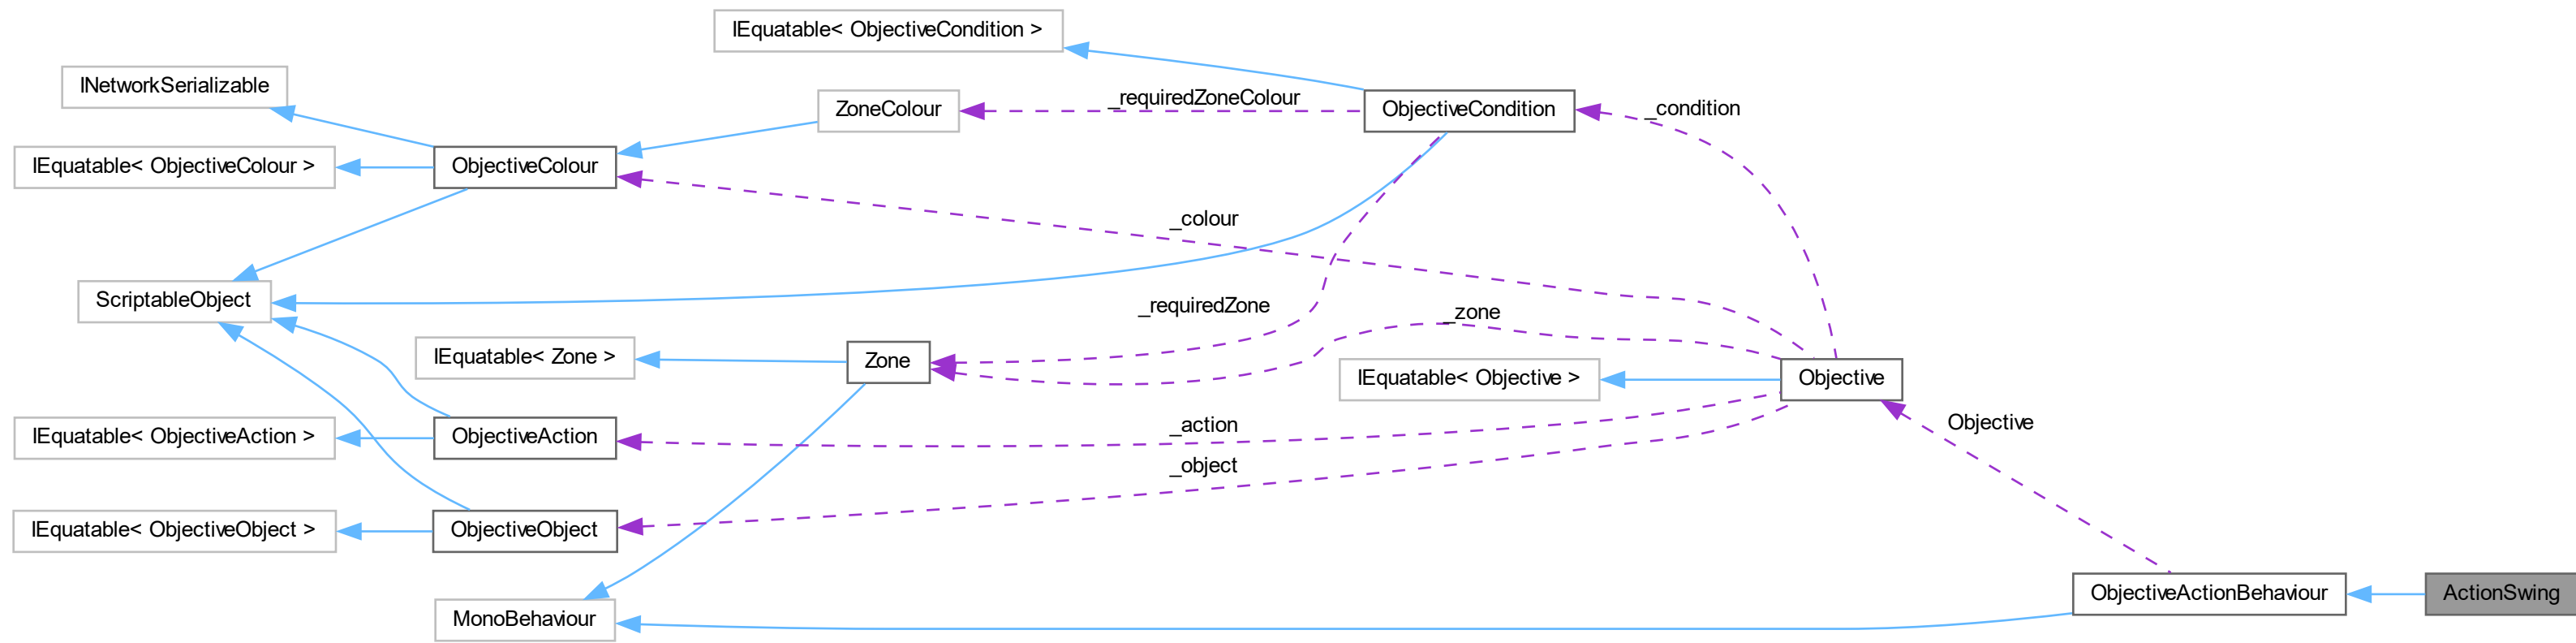 IEquatable< ObjectiveCondition >
INetworkSerializable
_requiredZoneColour
ZoneColour
ObjectiveCondition
_condition
IEquatable< ObjectiveColour >
ObjectiveColour
_colour
ScriptableObject
_requiredZone
_zone
IEquatable< Zone >
Zone
IEquatable< Objective >
Objective
IEquatable< ObjectiveAction >
ObjectiveAction
_action
Objective
_object
IEquatable< ObjectiveObject >
ObjectiveObject
MonoBehaviour
ObjectiveActionBehaviour
ActionSwing